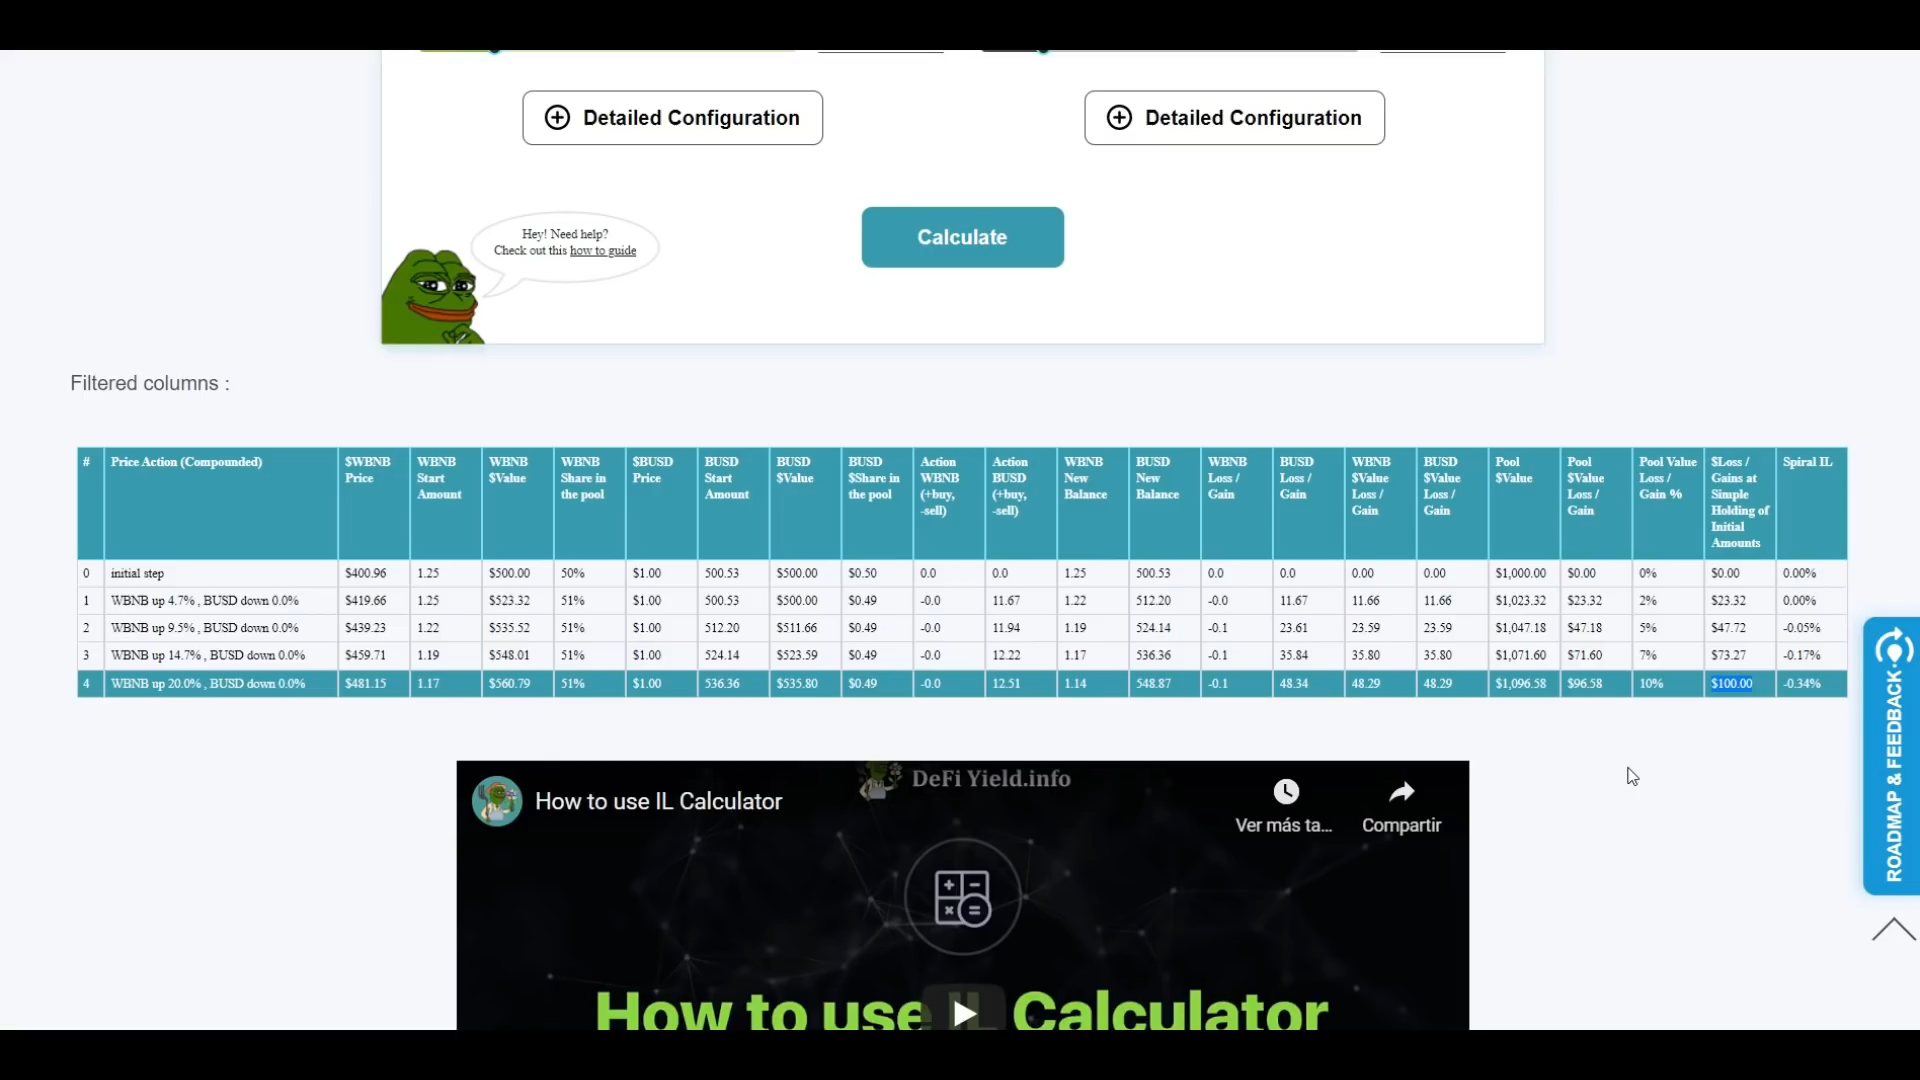 Detailed Configuration
Detailed Configuration
Hey! Need help?
Check out this how to guide
Calculate
Filtered columns :
# Price Action (Compounded) $WBNB Price WBNB Start Amount WBNB $Value WBNB Share in the pool $BUSD Price BUSD Start Amount BUSD $Value BUSD $Share in the pool Action WBNB (+buy, -sell) Action BUSD (+buy, -sell) WBNB New Balance BUSD New Balance WBNB Loss / Gain BUSD Loss / Gain WBNB $Value Loss / Gain BUSD $Value Loss / Gain Pool $Value Pool $Value Loss / Gain Pool Value Loss / Gain % $Loss / Gains at Simple Holding of Initial Amounts Spiral IL
0 initial step $400.96 1.25 $500.00 50% $1.00 500.53 $500.00 $0.50 0.0 0.0 1.25 500.53 0.0 0.0 0.00 0.00 $1,000.00 $0.00 0% $0.00 0.00%
1 WBNB up 4.7% , BUSD down 0.0% $419.66 1.25 $523.32 51% $1.00 500.53 $500.00 $0.49 -0.0 11.67 1.22 512.20 -0.0 11.67 11.66 11.66 $1,023.32 $23.32 2% $23.32 0.00%
2 WBNB up 9.5% , BUSD down 0.0% $439.23 1.22 $535.52 51% $1.00 512.20 $511.66 $0.49 -0.0 11.94 1.19 524.14 -0.1 23.61 23.59 23.59 $1,047.18 $47.18 5% $47.72 -0.05%
3 WBNB up 14.7% , BUSD down 0.0% $459.71 1.19 $548.01 51% $1.00 524.14 $523.59 $0.49 -0.0 12.22 1.17 536.36 -0.1 35.84 35.80 35.80 $1,071.60 $71.60 7% $73.27 -0.17%
4 WBNB up 20.0% , BUSD down 0.0% $481.15 1.17 $560.79 51% $1.00 536.36 $535.80 $0.49 -0.0 12.51 1.14 548.87 -0.1 48.34 48.29 48.29 $1,096.58 $96.58 10% $100.00 -0.34%
ROADMAP & FEEDBACK
DeFi Yield.info
How to use IL Calculator
Ver más ta...
Compartir
How to use IL Calculator